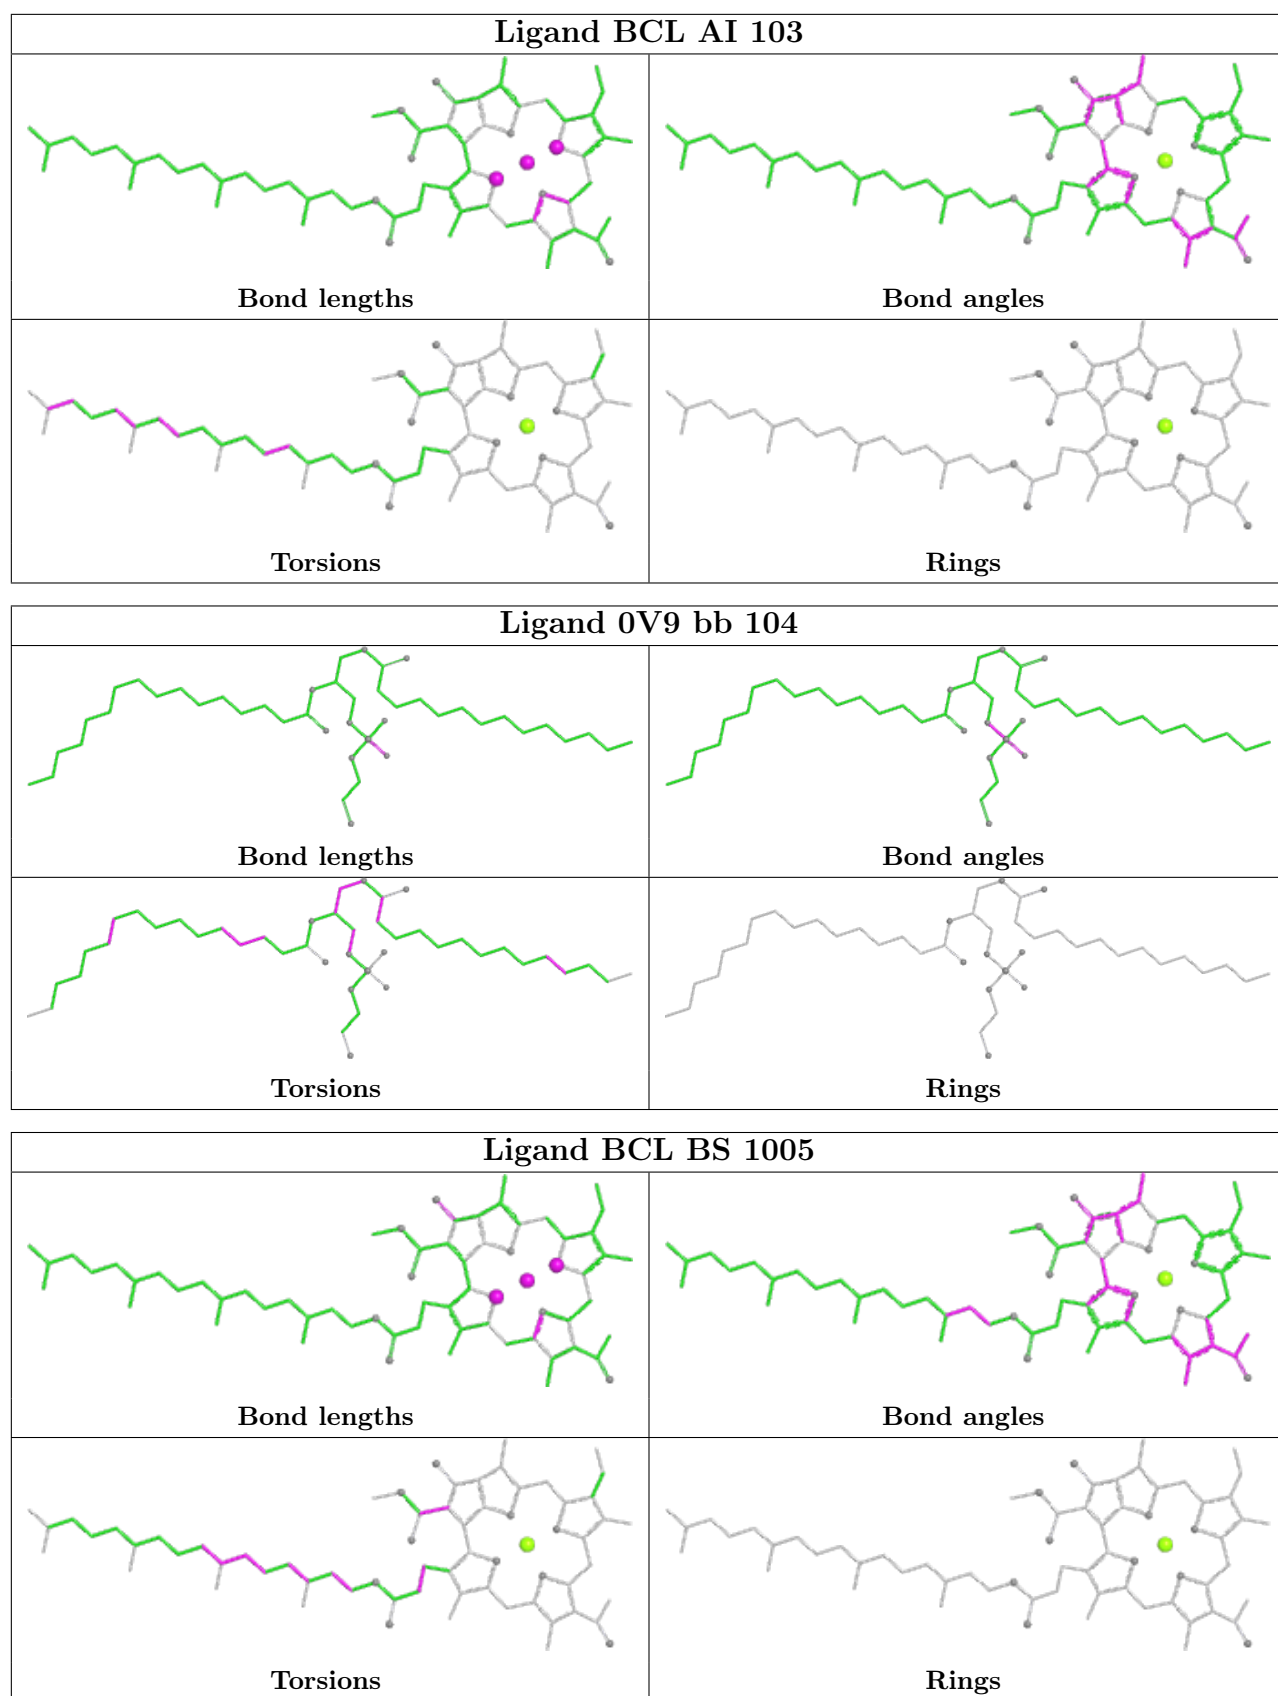 Ligand BCL AI 103
Bond lengths
Bond angles
Torsions
Rings
Ligand 0V9 bb 104
Bond lengths
Bond angles
Torsions
Rings
Ligand BCL BS 1005
Bond lengths
Bond angles
Torsions
Rings